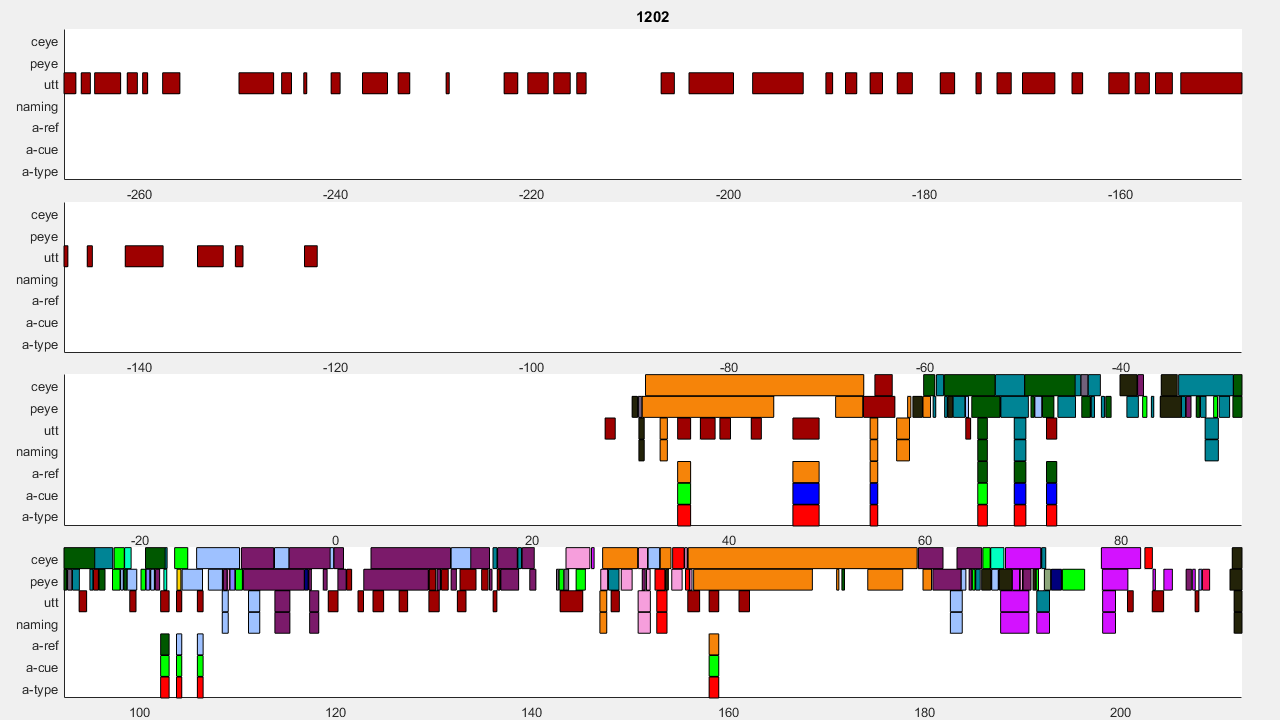 1202
ceye
peye
utt
naming
a-ref
a-cue
a-type
-260 -240 -220 -200 -180 -160
ceye
peye
utt
naming
a-ref
a-cue
a-type
-140 -120 -100 -80 -60 -40
ceye
peye
utt
naming
a-ref
a-cue
a-type
-20 0 20 40 60 80
ceye
peye
utt
naming
a-ref
a-cue
a-type
100 120 140 160 180 200